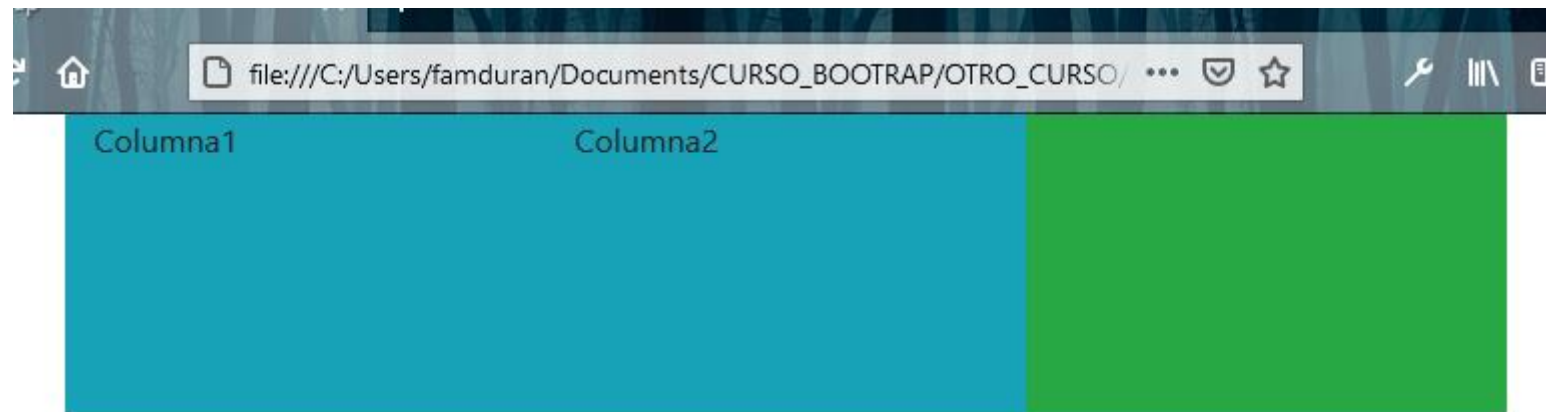 file:///C:/Users/famduran/Documents/CURSO_BOOTRAP/OTRO_CURSO/
Columna1 Columna2